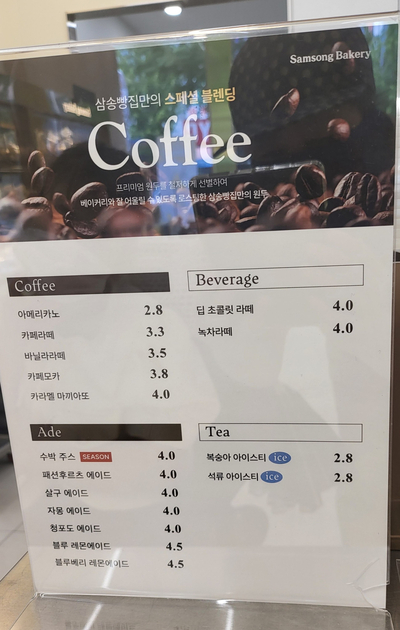 Samsong Bakery
삼송빵집만의 스페셜 블렌딩
Coffee
프리미엄 원두를 철저하게 선별하여
베이커리와 잘 어울릴 수 있도록 로스팅한 삼송빵집만의 원두
Coffee
아메리카노 2.8
카페라떼 3.3
바닐라라떼 3.5
카페모카 3.8
카라멜 마끼아또 4.0
Beverage
딥 초콜릿 라떼 4.0
녹차라떼 4.0
Ade
수박 주스 SEASON 4.0
패션후르츠 에이드 4.0
살구 에이드 4.0
자몽 에이드 4.0
청포도 에이드 4.0
블루 레몬에이드 4.5
블루베리 레몬에이드 4.5
Tea
복숭아 아이스티 ice 2.8
석류 아이스티 ice 2.8